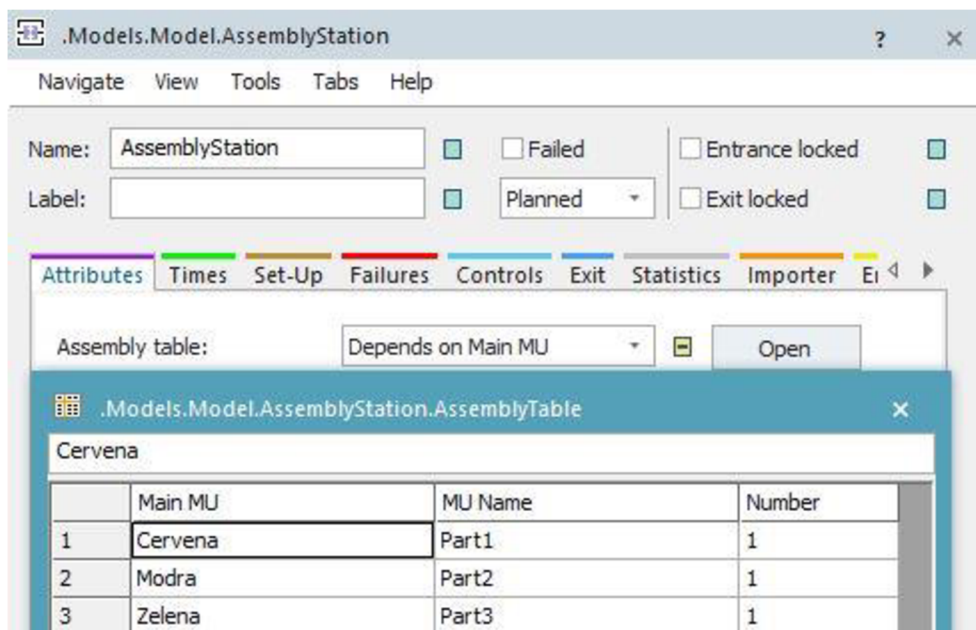 .Models.Model.AssemblyStation ? ×
Navigate View Tools Tabs Help
Name: AssemblyStation Failed Entrance locked
Label: Planned Exit locked
Attributes Times Set-Up Failures Controls Exit Statistics Importer
Assembly table: Depends on Main MU Open
.Models.Model.AssemblyStation.AssemblyTable ×
Cervena
Main MU MU Name Number
1 Cervena Part1 1
2 Modra Part2 1
3 Zelena Part3 1